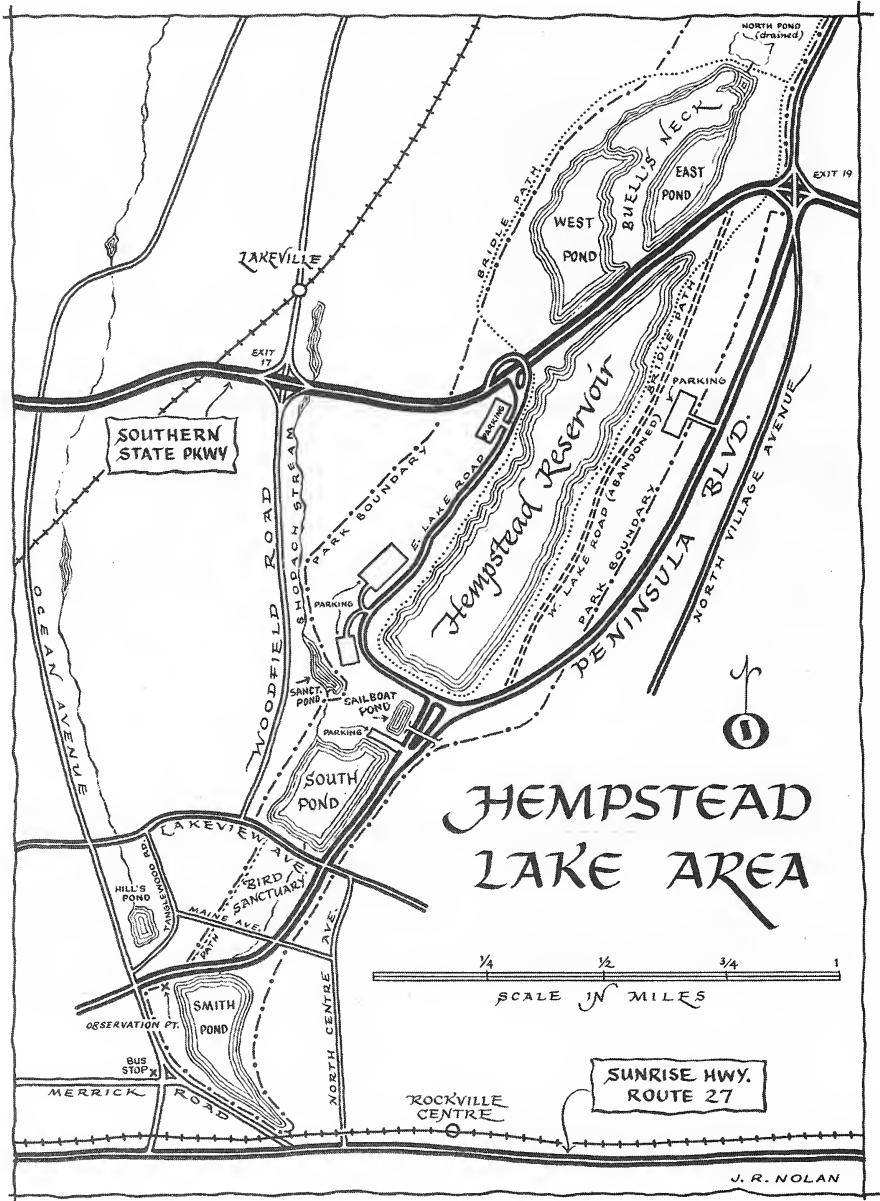 NORTH POND
(drained)
BUELL'S NECK
EAST
POND
EXIT 19
BRIDLE PATH
WEST
POND
LAKEVILLE
EXIT
17
BRIDLE PATH
PARKING
PARKING
Hempstead Reservoir
SOUTHERN
STATE PKWY
PARK BOUNDARY
E. LAKE ROAD
W. LAKE ROAD (ABANDONED)
PARK BOUNDARY
PENINSULA BLVD.
NORTH VILLAGE AVENUE
WOODFIELD ROAD
SHODACH STREAM
OCEAN AVENUE
PARKING
SANCT.
POND
SAILBOAT
POND
PARKING
SOUTH
POND
HEMPSTEAD
LAKE AREA
LAKEVIEW AVE.
BIRD
SANCTUARY
HILL'S
POND
TANGLEWOOD RD.
MAINE AVE.
PATH
NORTH CENTRE AVE.
1/4 1/2 3/4 1
SCALE IN MILES
SMITH
POND
OBSERVATION PT.
BUS
STOP
MERRICK ROAD
ROCKVILLE
CENTRE
SUNRISE HWY.
ROUTE 27
J. R. NOLAN